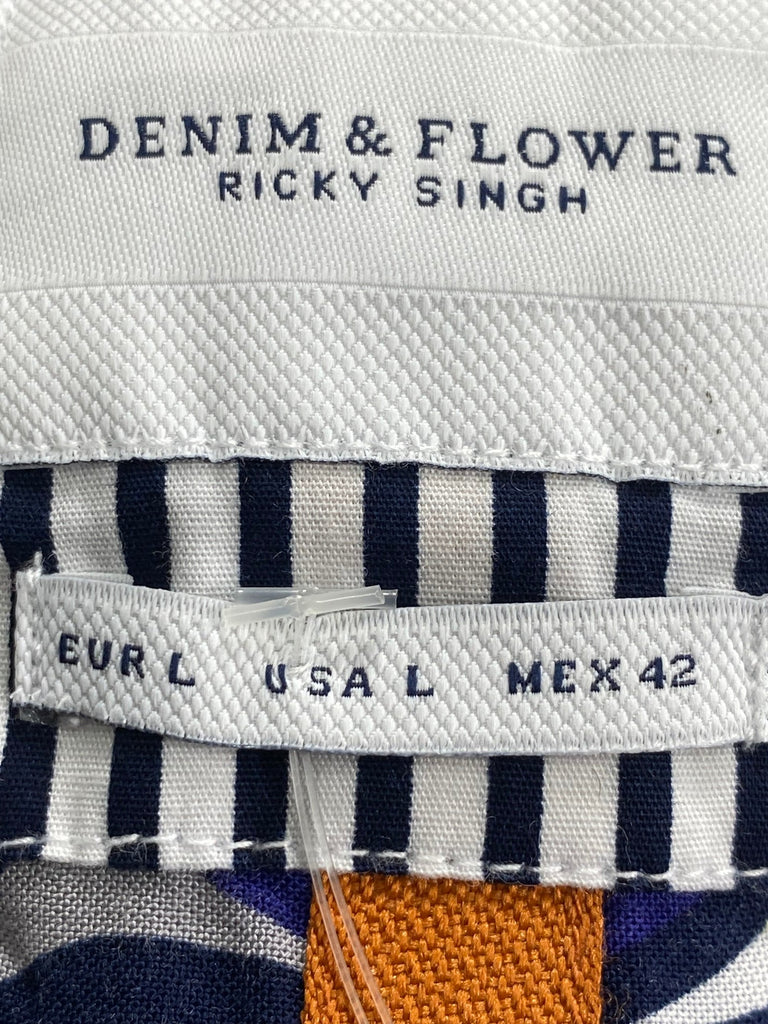 DENIM & FLOWER
RICKY SINGH
EUR L USA L MEX 42